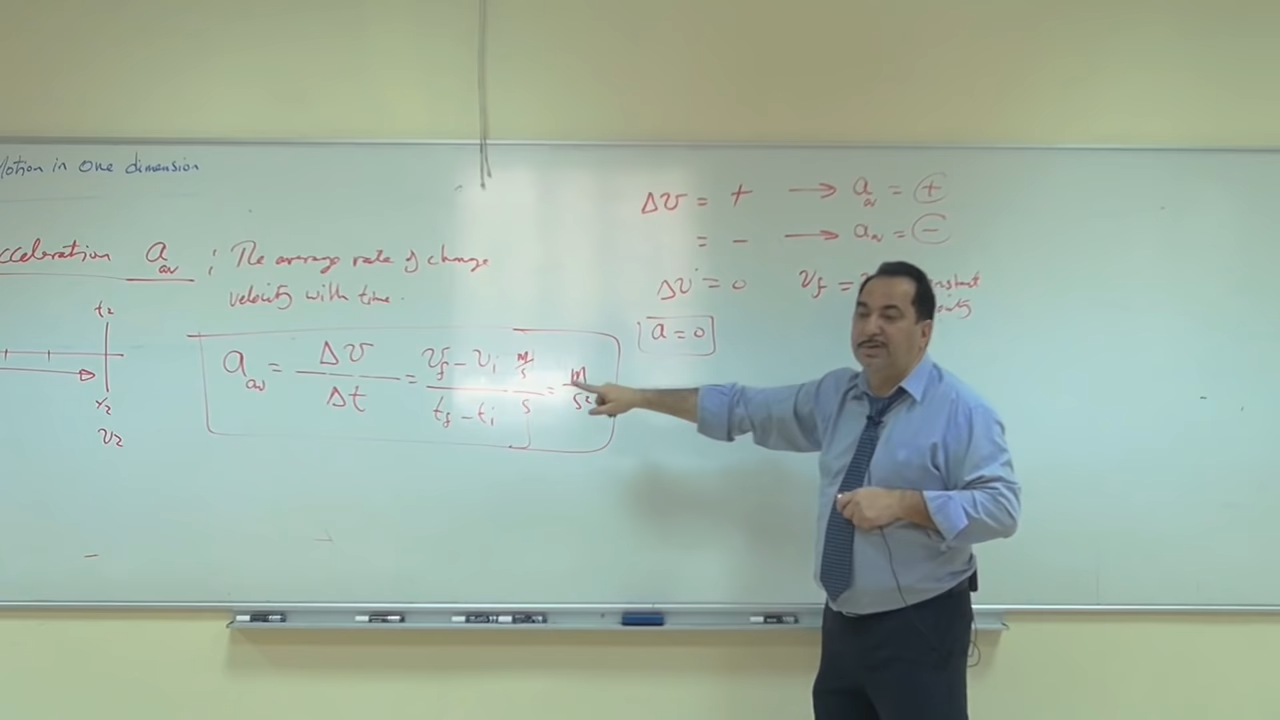 Motion in One dimension
cceleration a_av : The average rate of change
velocity with time.
t₂
x₂
v₂
a_av = Δv / Δt = (v_f - v_i) / (t_f - t_i) m/s / s = m / s²
Δv = + → a_av = +
= - → a_av = -
Δv = 0 v_f =
a = 0